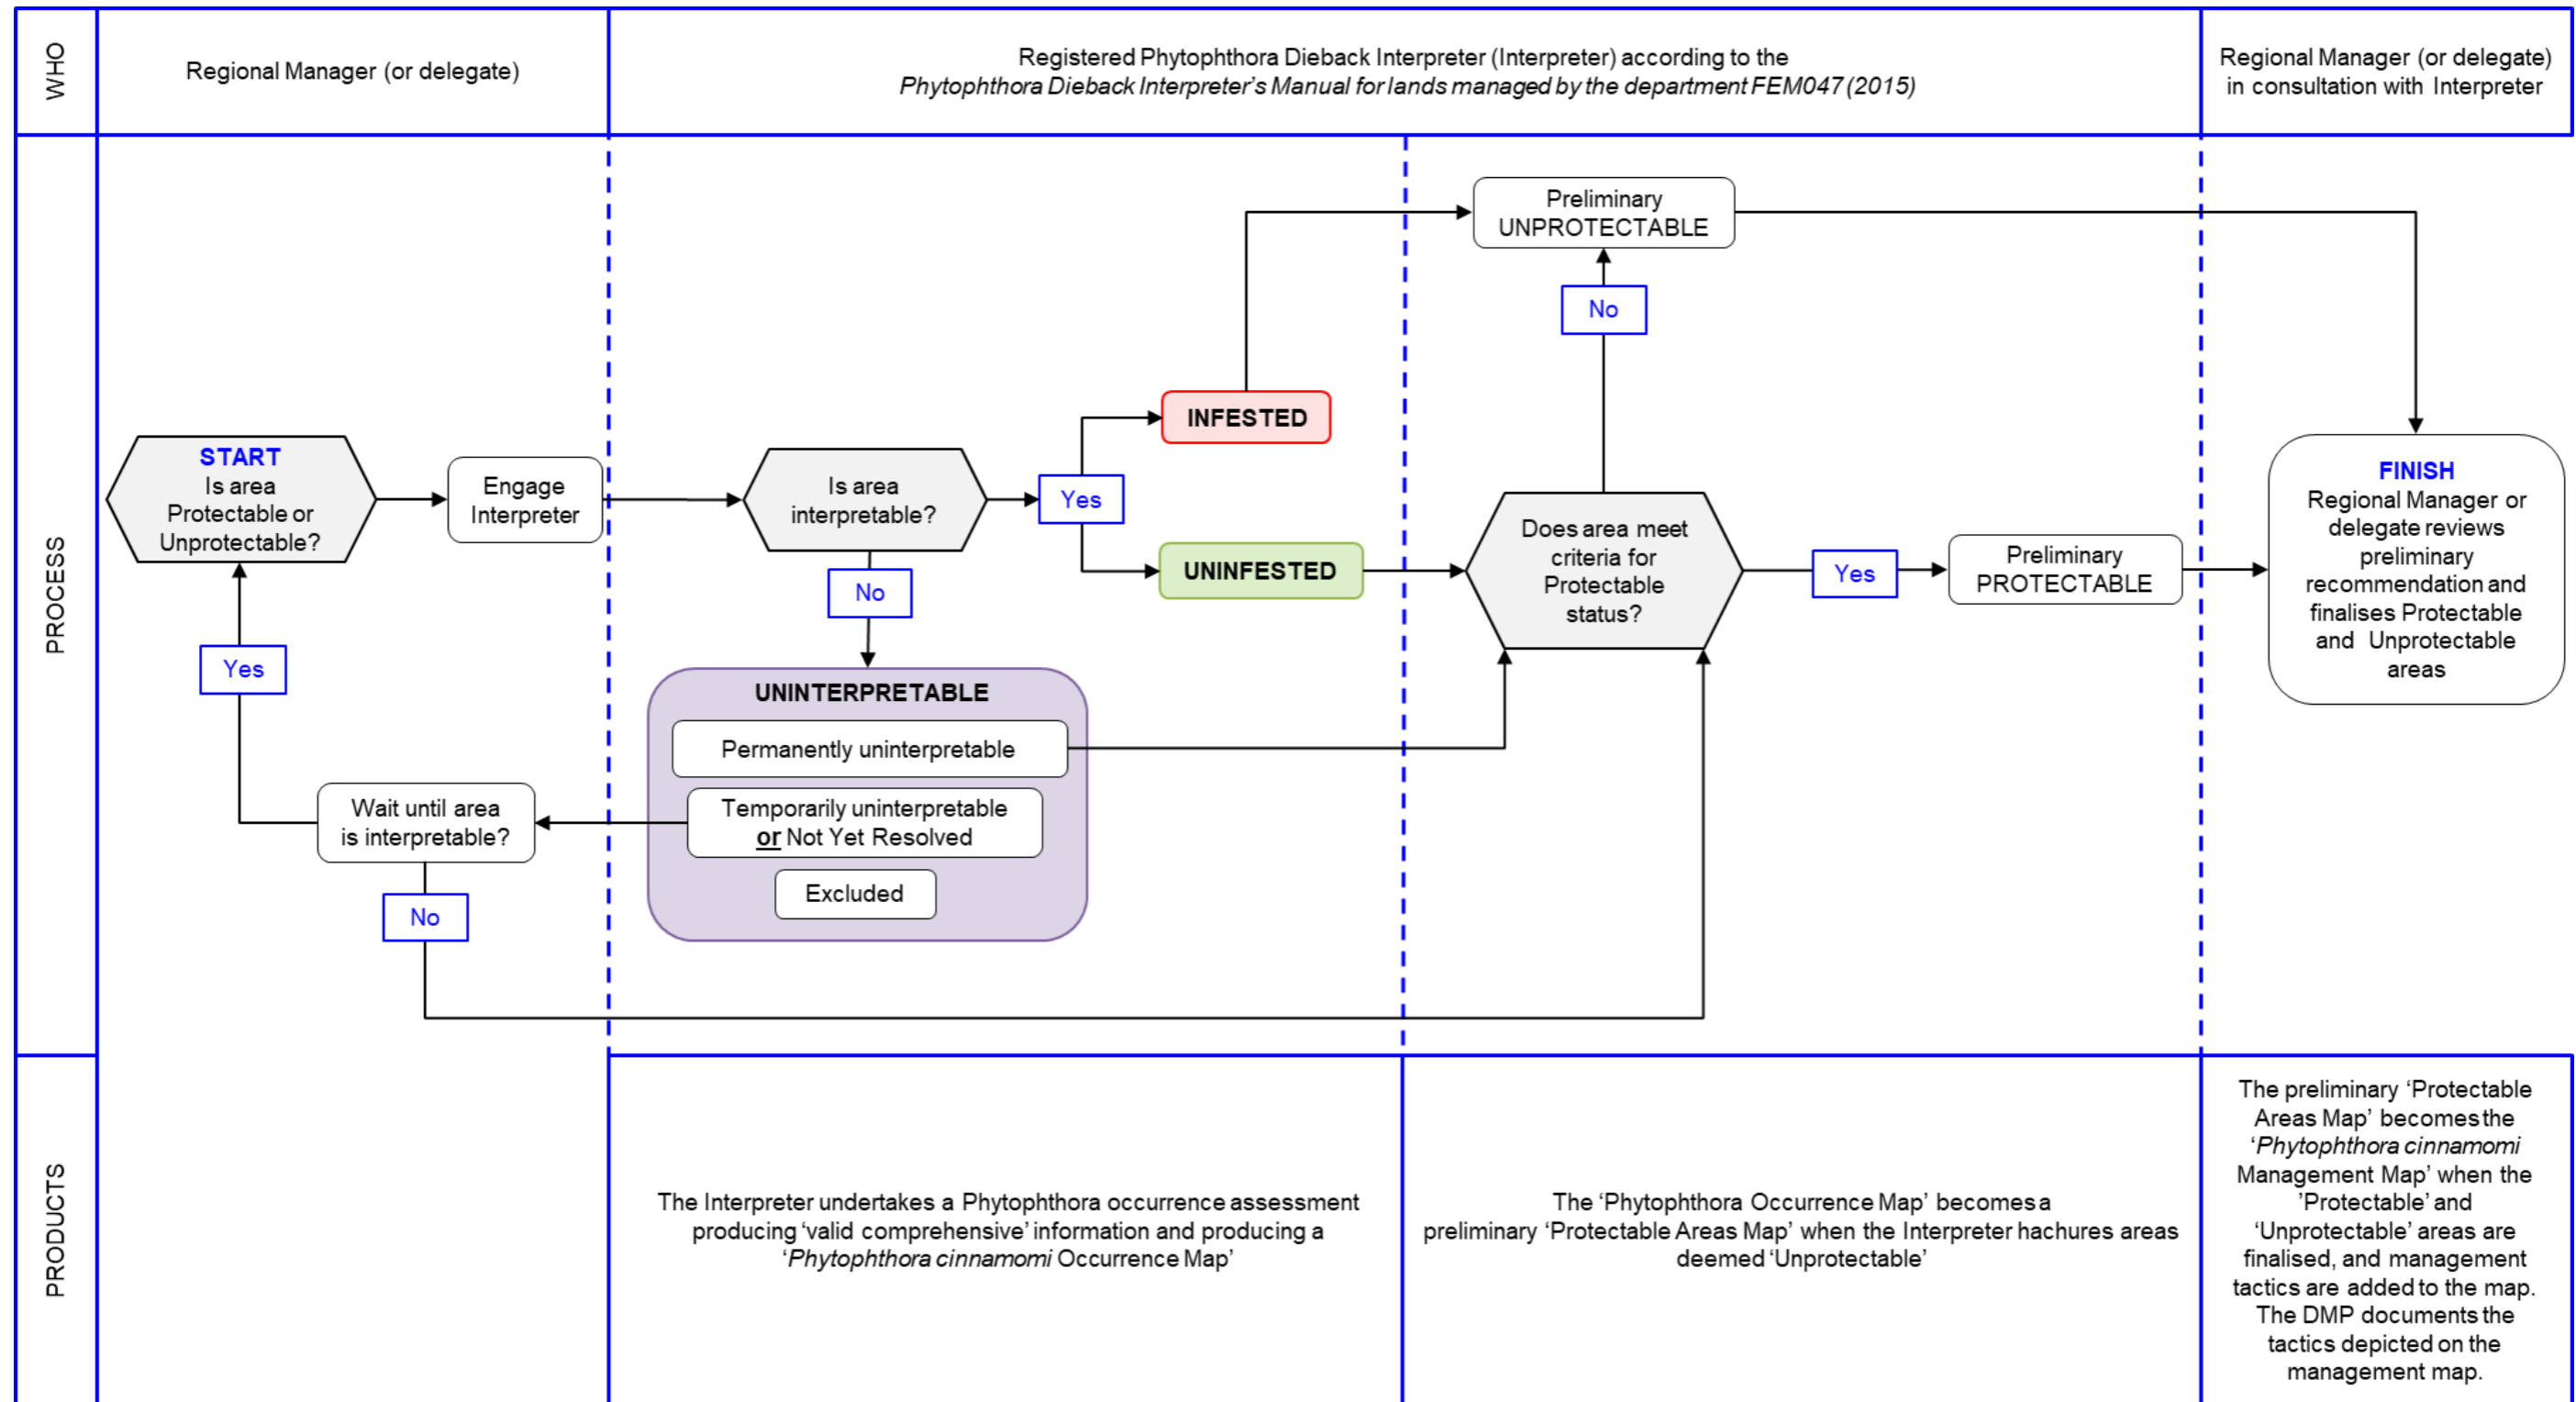 WHO
Regional Manager (or delegate)
Registered Phytophthora Dieback Interpreter (Interpreter) according to the
Phytophthora Dieback Interpreter's Manual for lands managed by the department FEM047 (2015)
Regional Manager (or delegate)
in consultation with Interpreter
PROCESS
START
Is area
Protectable or
Unprotectable?
Engage
Interpreter
Is area
interpretable?
Yes
No
INFESTED
UNINFESTED
UNINTERPRETABLE
Permanently uninterpretable
Temporarily uninterpretable
or Not Yet Resolved
Excluded
Wait until area
is interpretable?
Yes
No
Preliminary
UNPROTECTABLE
No
Does area meet
criteria for
Protectable
status?
Yes
Preliminary
PROTECTABLE
FINISH
Regional Manager or
delegate reviews
preliminary
recommendation and
finalises Protectable
and Unprotectable
areas
PRODUCTS
The Interpreter undertakes a Phytophthora occurrence assessment
producing ‘valid comprehensive’ information and producing a
‘Phytophthora cinnamomi Occurrence Map’
The ‘Phytophthora Occurrence Map’ becomes a
preliminary ‘Protectable Areas Map’ when the Interpreter hachures areas
deemed ‘Unprotectable’
The preliminary ‘Protectable
Areas Map’ becomes the
‘Phytophthora cinnamomi
Management Map’ when the
’Protectable’ and
‘Unprotectable’ areas are
finalised, and management
tactics are added to the map.
The DMP documents the
tactics depicted on the
management map.